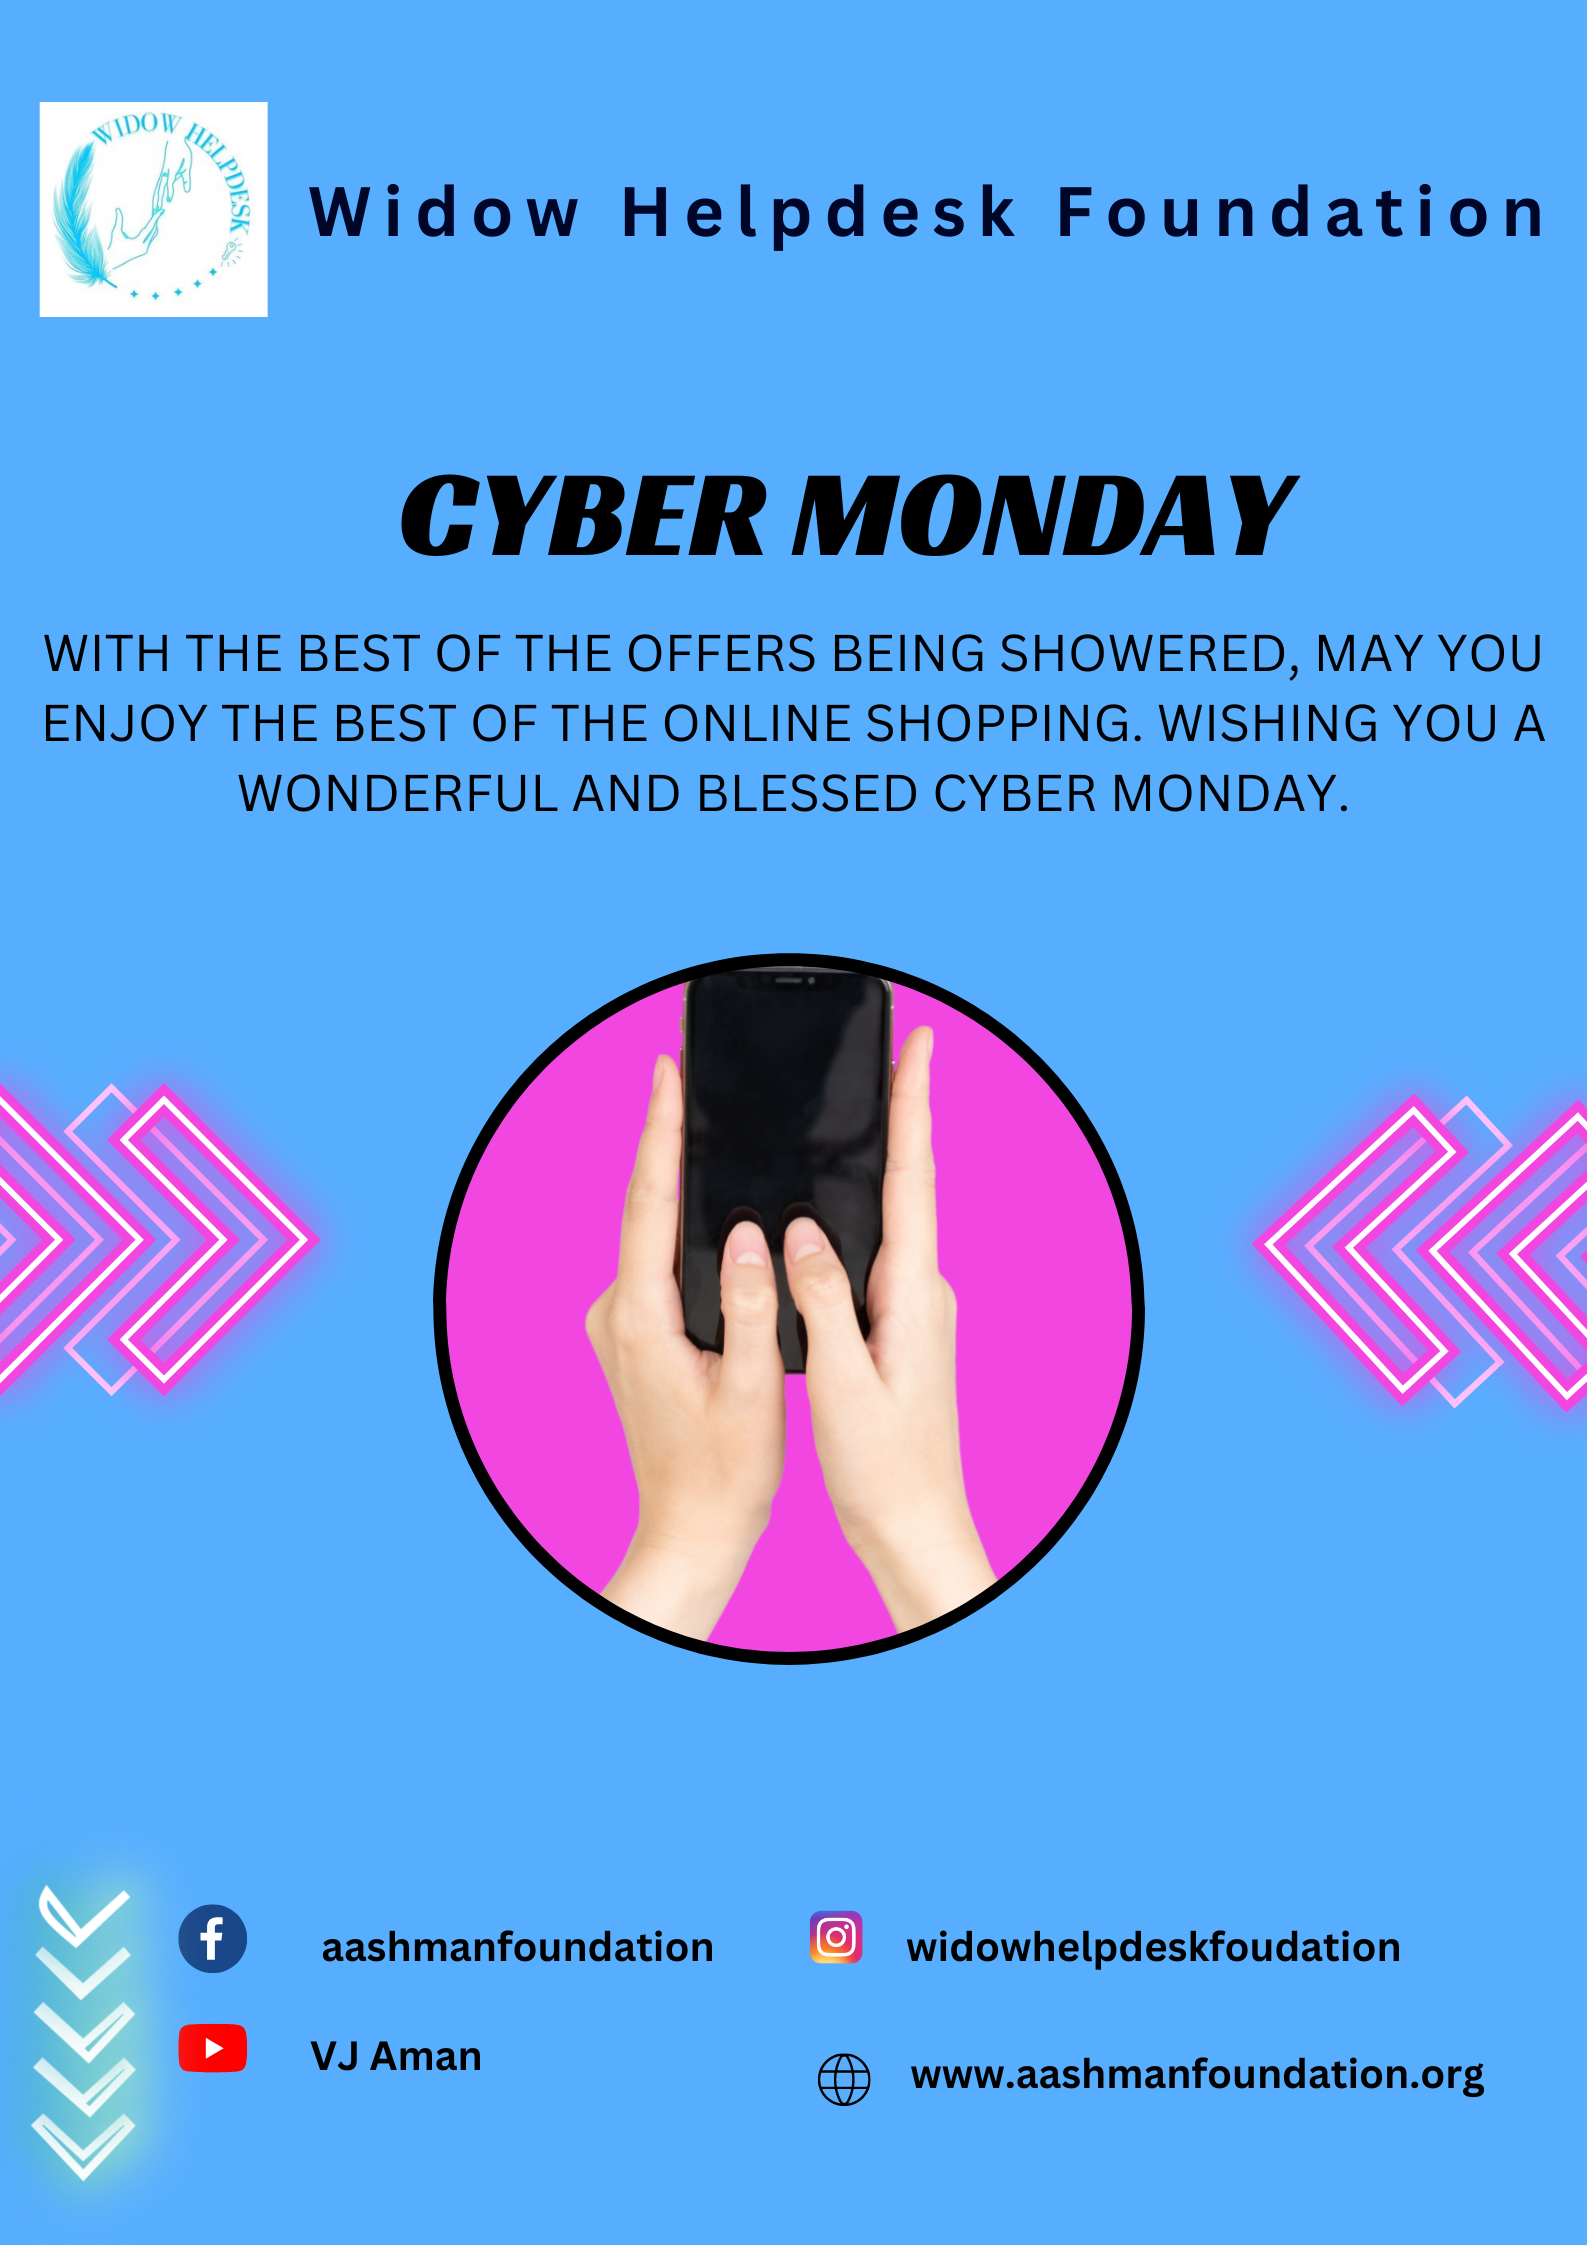 WIDOW HELPDESK
Widow Helpdesk Foundation
CYBER MONDAY
WITH THE BEST OF THE OFFERS BEING SHOWERED, MAY YOU
ENJOY THE BEST OF THE ONLINE SHOPPING. WISHING YOU A
WONDERFUL AND BLESSED CYBER MONDAY.
aashmanfoundation
widowhelpdeskfoudation
VJ Aman
www.aashmanfoundation.org